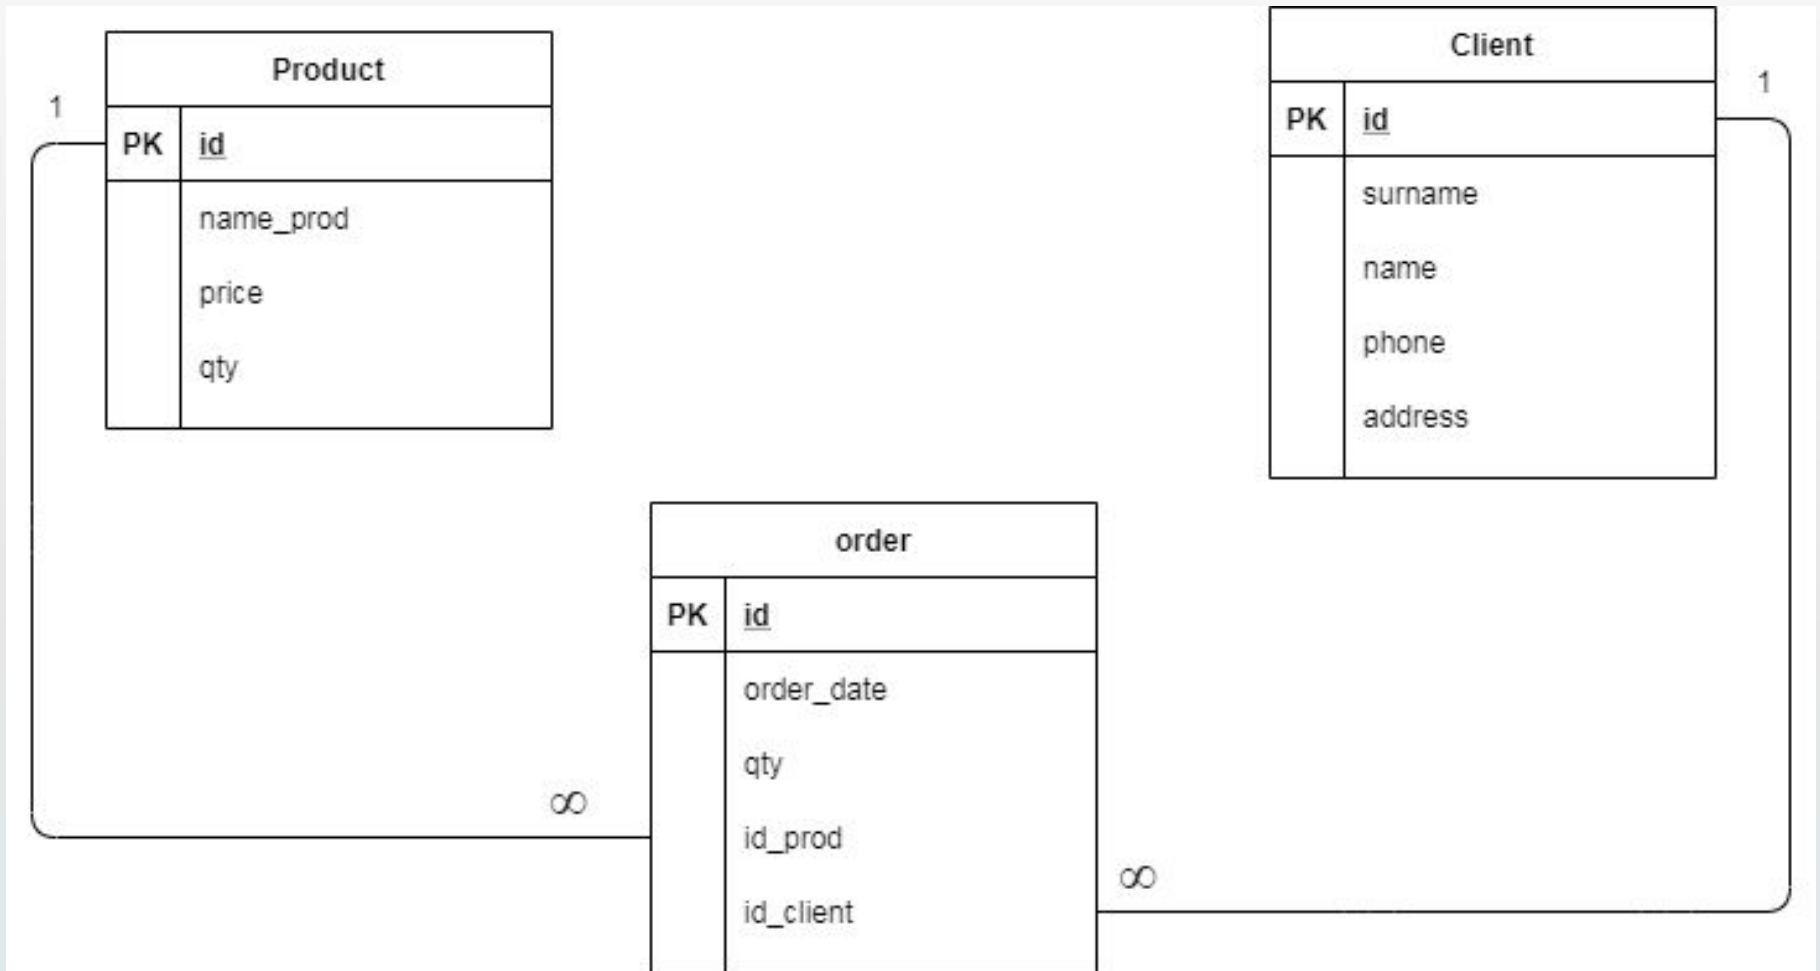 Product
1
PK id
name_prod
price
qty
Client
1
PK id
surname
name
phone
address
order
PK id
order_date
qty
∞
id_prod
∞
id_client